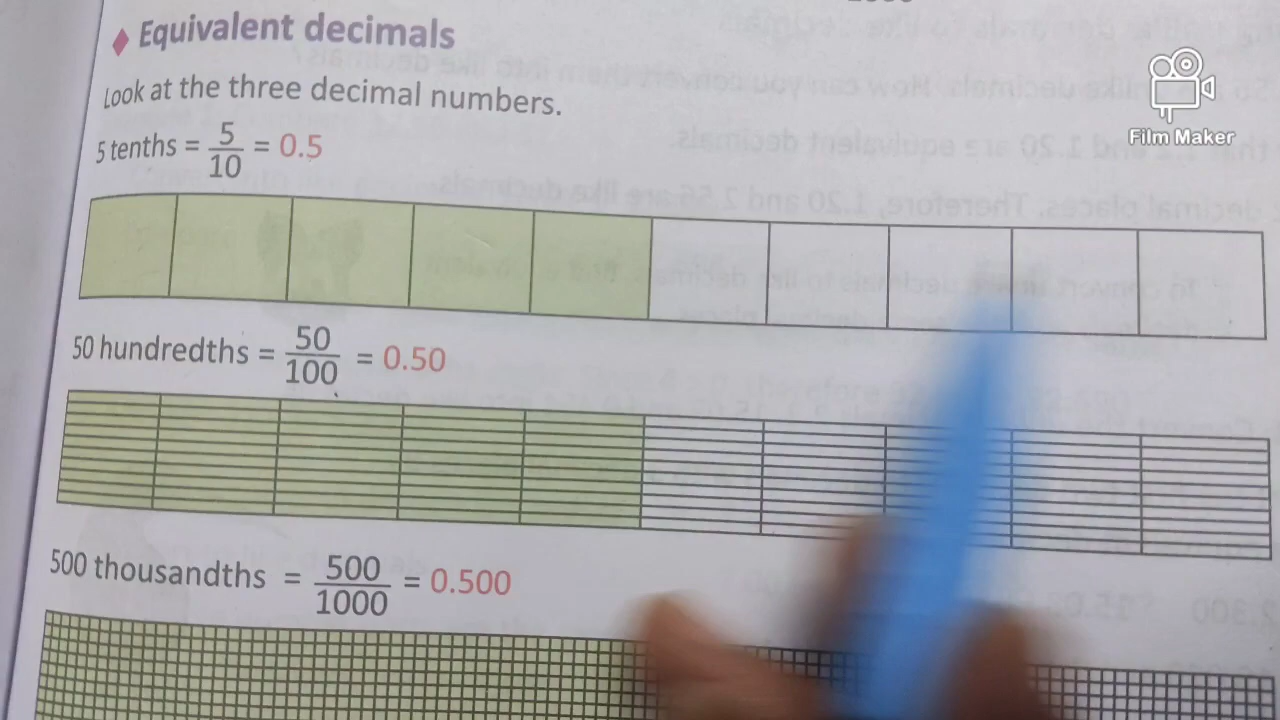 Equivalent decimals
Look at the three decimal numbers.
5 tenths = 5/10 = 0.5
50 hundredths = 50/100 = 0.50
500 thousandths = 500/1000 = 0.500
Film Maker